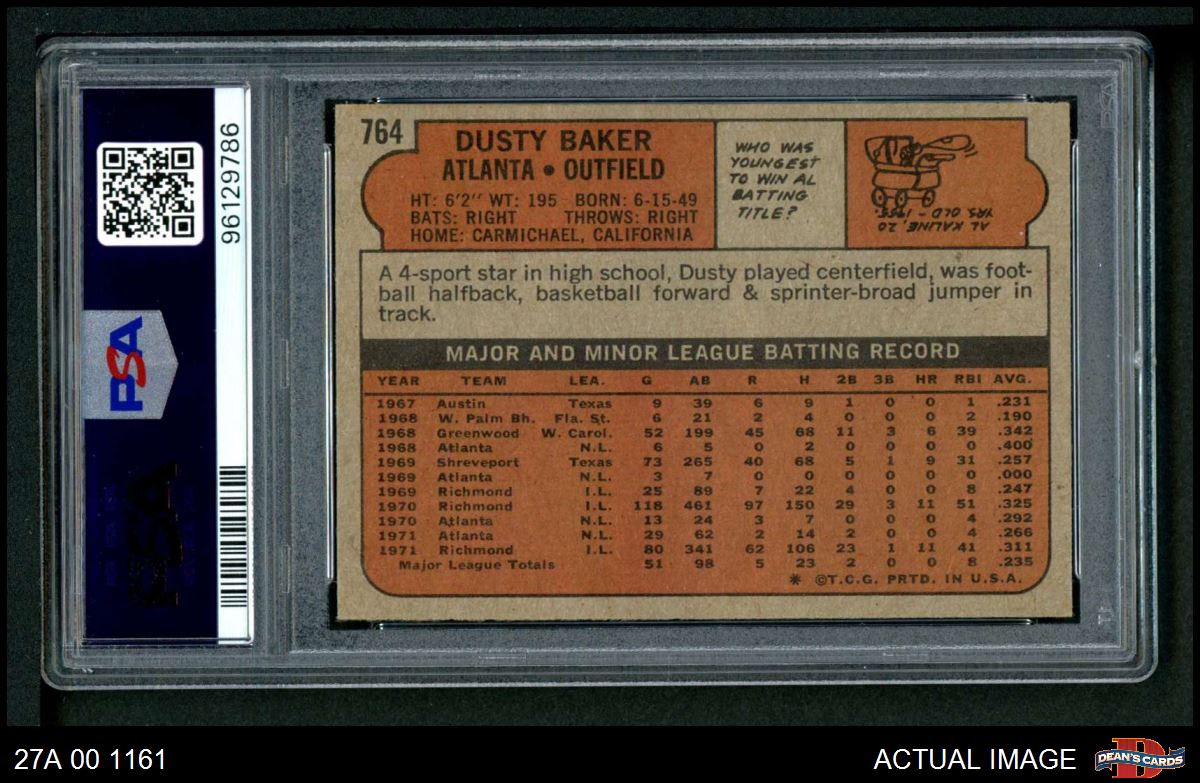 96129786
PSA
764
DUSTY BAKER
ATLANTA • OUTFIELD
HT: 6'2" WT: 195 BORN: 6-15-49
BATS: RIGHT THROWS: RIGHT
HOME: CARMICHAEL, CALIFORNIA
WHO WAS
YOUNGEST
TO WIN AL
BATTING
TITLE?
AL KALINE, 20
YRS OLD - 1955.
A 4-sport star in high school, Dusty played centerfield, was foot-
ball halfback, basketball forward & sprinter-broad jumper in
track.
MAJOR AND MINOR LEAGUE BATTING RECORD
YEAR TEAM LEA. G AB R H 2B 3B HR RBI AVG.
1967 Austin Texas 9 39 6 9 1 0 0 1 .231
1968 W. Palm Bh. Fla. St. 6 21 2 4 0 0 0 2 .190
1968 Greenwood W. Carol. 52 199 45 68 11 3 6 39 .342
1968 Atlanta N.L. 6 5 0 2 0 0 0 0 .400
1969 Shreveport Texas 73 265 40 68 5 1 9 31 .257
1969 Atlanta N.L. 3 7 0 0 0 0 0 0 .000
1969 Richmond I.L. 25 89 7 22 4 0 0 8 .247
1970 Richmond I.L. 118 461 97 150 29 3 11 51 .325
1970 Atlanta N.L. 13 24 3 7 0 0 0 4 .292
1971 Atlanta N.L. 29 62 2 14 2 0 0 4 .266
1971 Richmond I.L. 80 341 62 106 23 1 11 41 .311
Major League Totals 51 98 5 23 2 0 0 8 .235
* ©T.C.G. PRTD. IN U.S.A.
PSA
27A 00 1161
ACTUAL IMAGE
DEAN'S CARDS